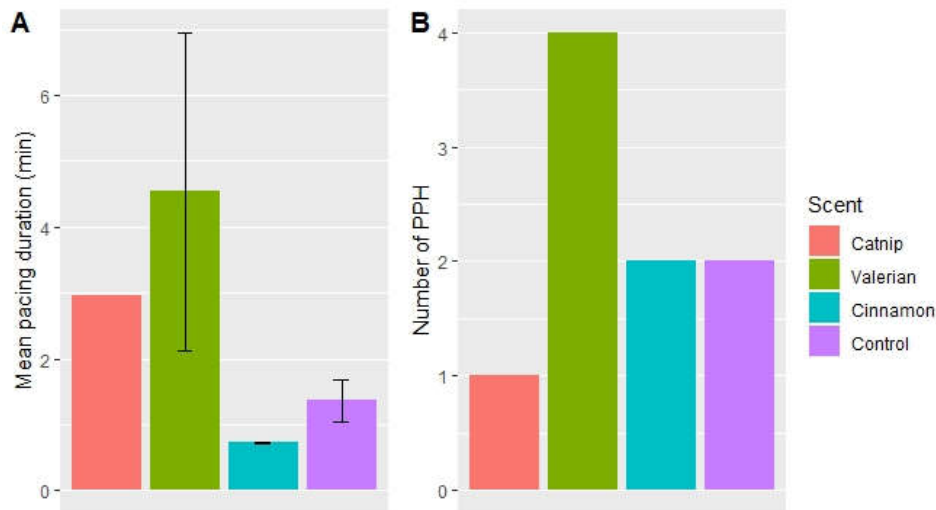 A
Mean pacing duration (min)
6
4
2
0
B
Number of PPH
4
3
2
1
0
Scent
Catnip
Valerian
Cinnamon
Control